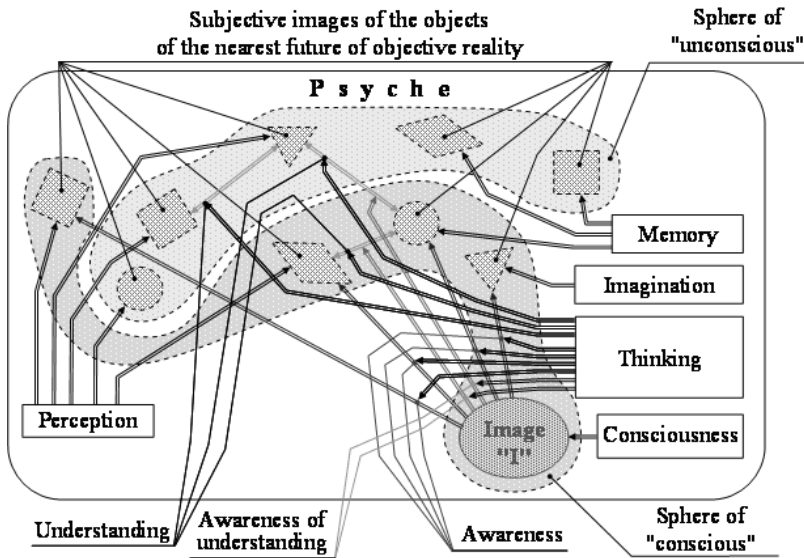 Subjective images of the objects
of the nearest future of objective reality
Sphere of
"unconscious"
Psyche
Memory
Imagination
Thinking
Perception
Image
"I"
Consciousness
Understanding
Awareness of
understanding
Awareness
Sphere of
"conscious"